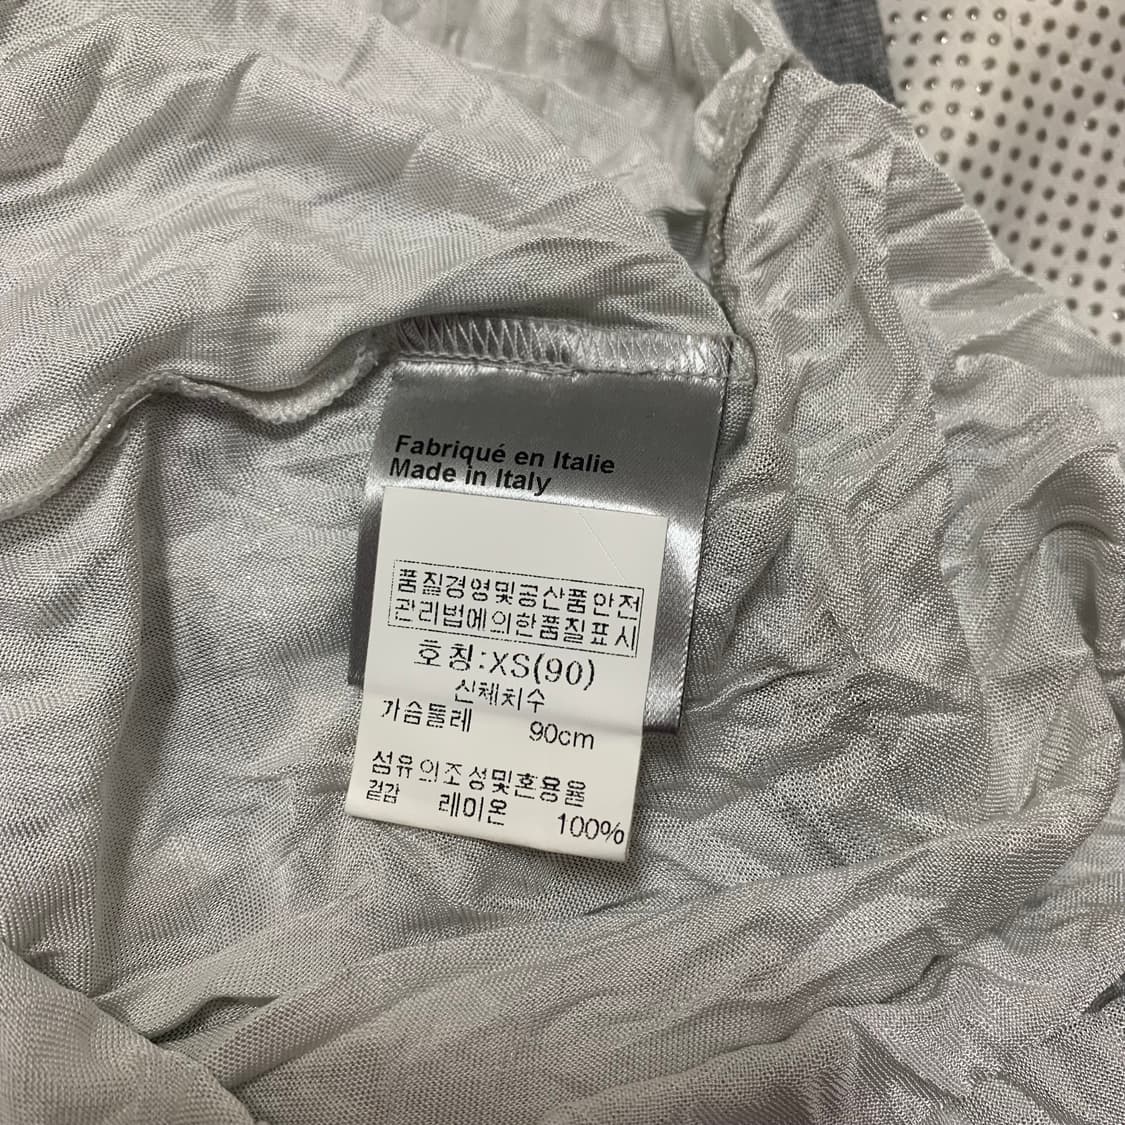 Fabriqué en Italie
Made in Italy
품질경영및공산품안전
관리법에의한품질표시
호칭:XS(90)
신체치수
가슴둘레 90cm
섬유의조성및혼용율
겉감 레이온 100%